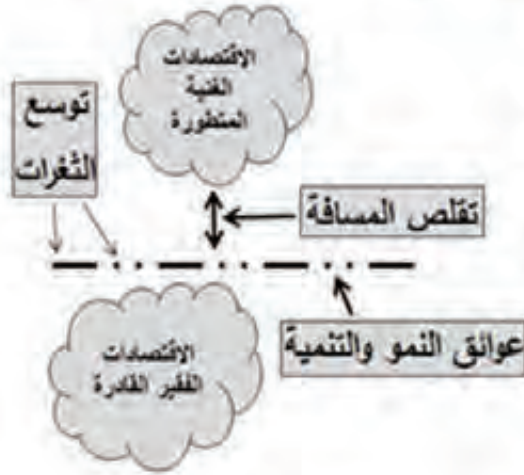 الاقتصادات
الغنية
المتطورة
توسع
الثغرات
تقلص المسافة
عوائق النمو والتنمية
الاقتصادات
الفقير القادرة